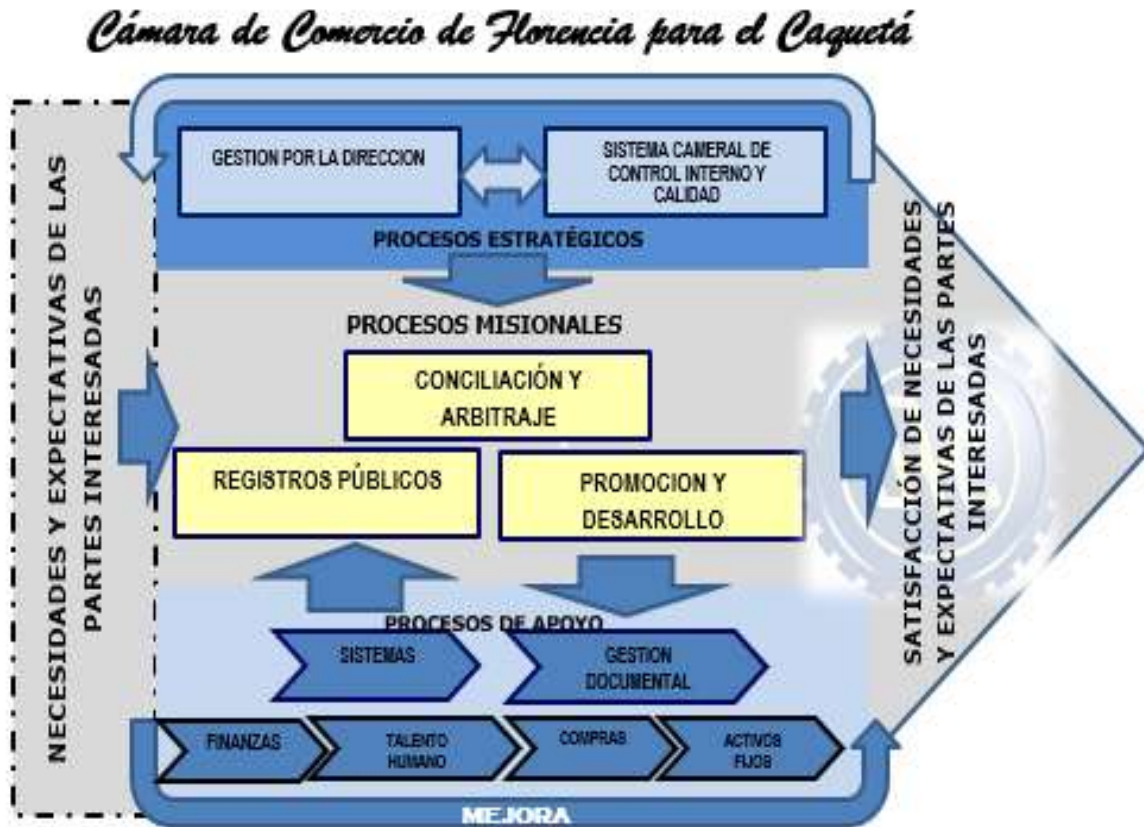 Cámara de Comercio de Florencia para el Caquetá
NECESIDADES Y EXPECTATIVAS DE LAS
PARTES INTERESADAS
GESTION POR LA DIRECCION
SISTEMA CAMERAL DE
CONTROL INTERNO Y
CALIDAD
PROCESOS ESTRATÉGICOS
PROCESOS MISIONALES
CONCILIACIÓN Y
ARBITRAJE
REGISTROS PÚBLICOS
PROMOCION Y
DESARROLLO
PROCESOS DE APOYO
SISTEMAS
GESTION
DOCUMENTAL
FINANZAS
TALENTO
HUMANO
COMPRAS
ACTIVOS
FIJOS
MEJORA
SATISFACCIÓN DE NECESIDADES
Y EXPECTATIVAS DE LAS PARTES
INTERESADAS